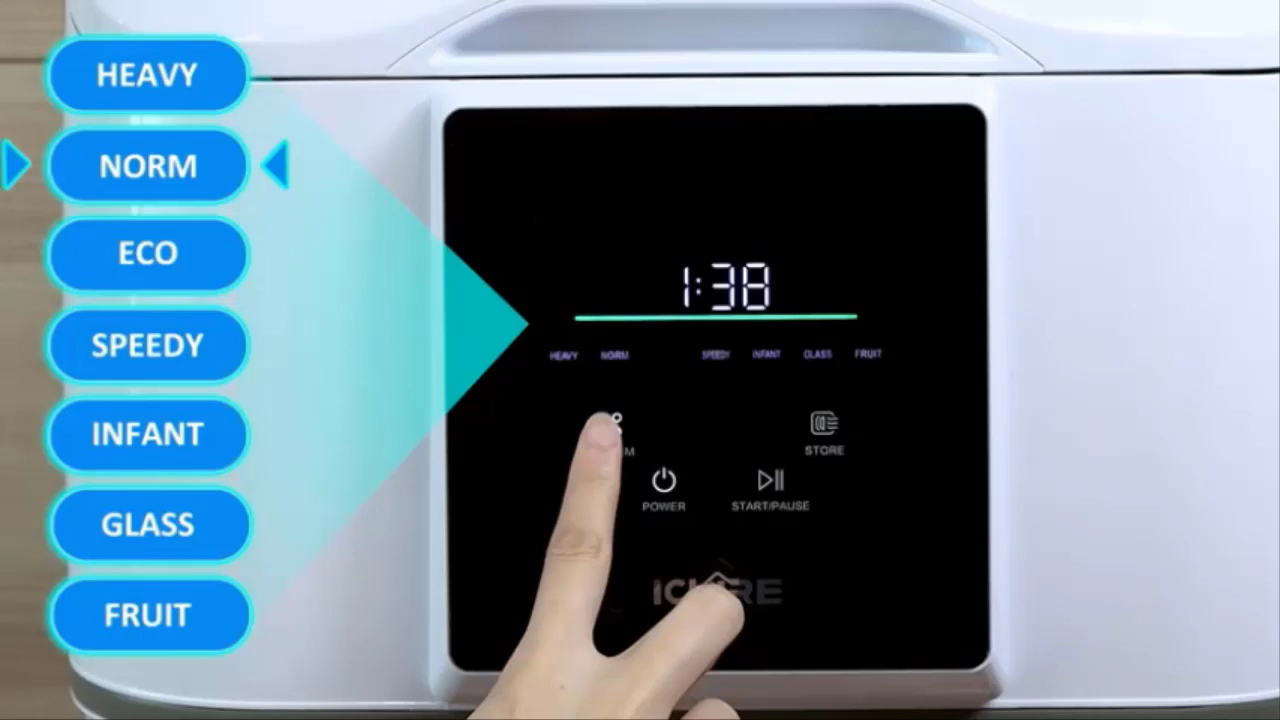 HEAVY
NORM
ECO
SPEEDY
INFANT
GLASS
FRUIT
1:38
HEAVY NORM SPEEDY INFANT GLASS FRUIT
STORE
POWER
START/PAUSE